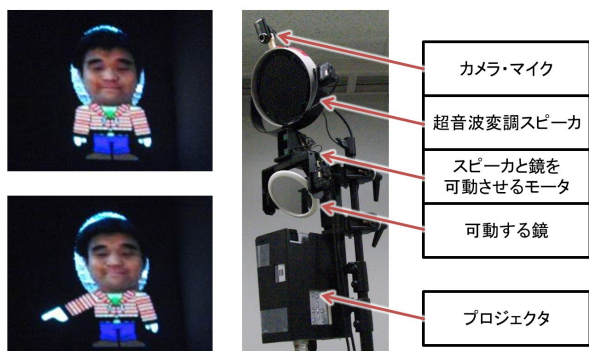 カメラ・マイク
超音波変調スピーカ
スピーカと鏡を
可動させるモータ
可動する鏡
プロジェクタ